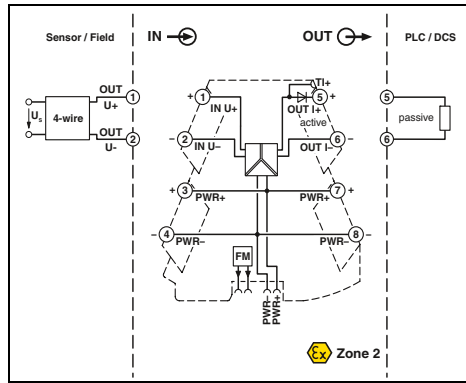 Sensor / Field
IN
OUT
PLC / DCS
OUT
U+
1
Us
4-wire
OUT
U-
2
+
1
IN U+
TI+
5
+
OUT I+
active
5
passive
6
–
2
IN U–
6
–
OUT I–
+
3
PWR+
7
+
PWR+
–
4
PWR–
8
–
PWR–
FM
PWR–
PWR+
Ex
Zone 2